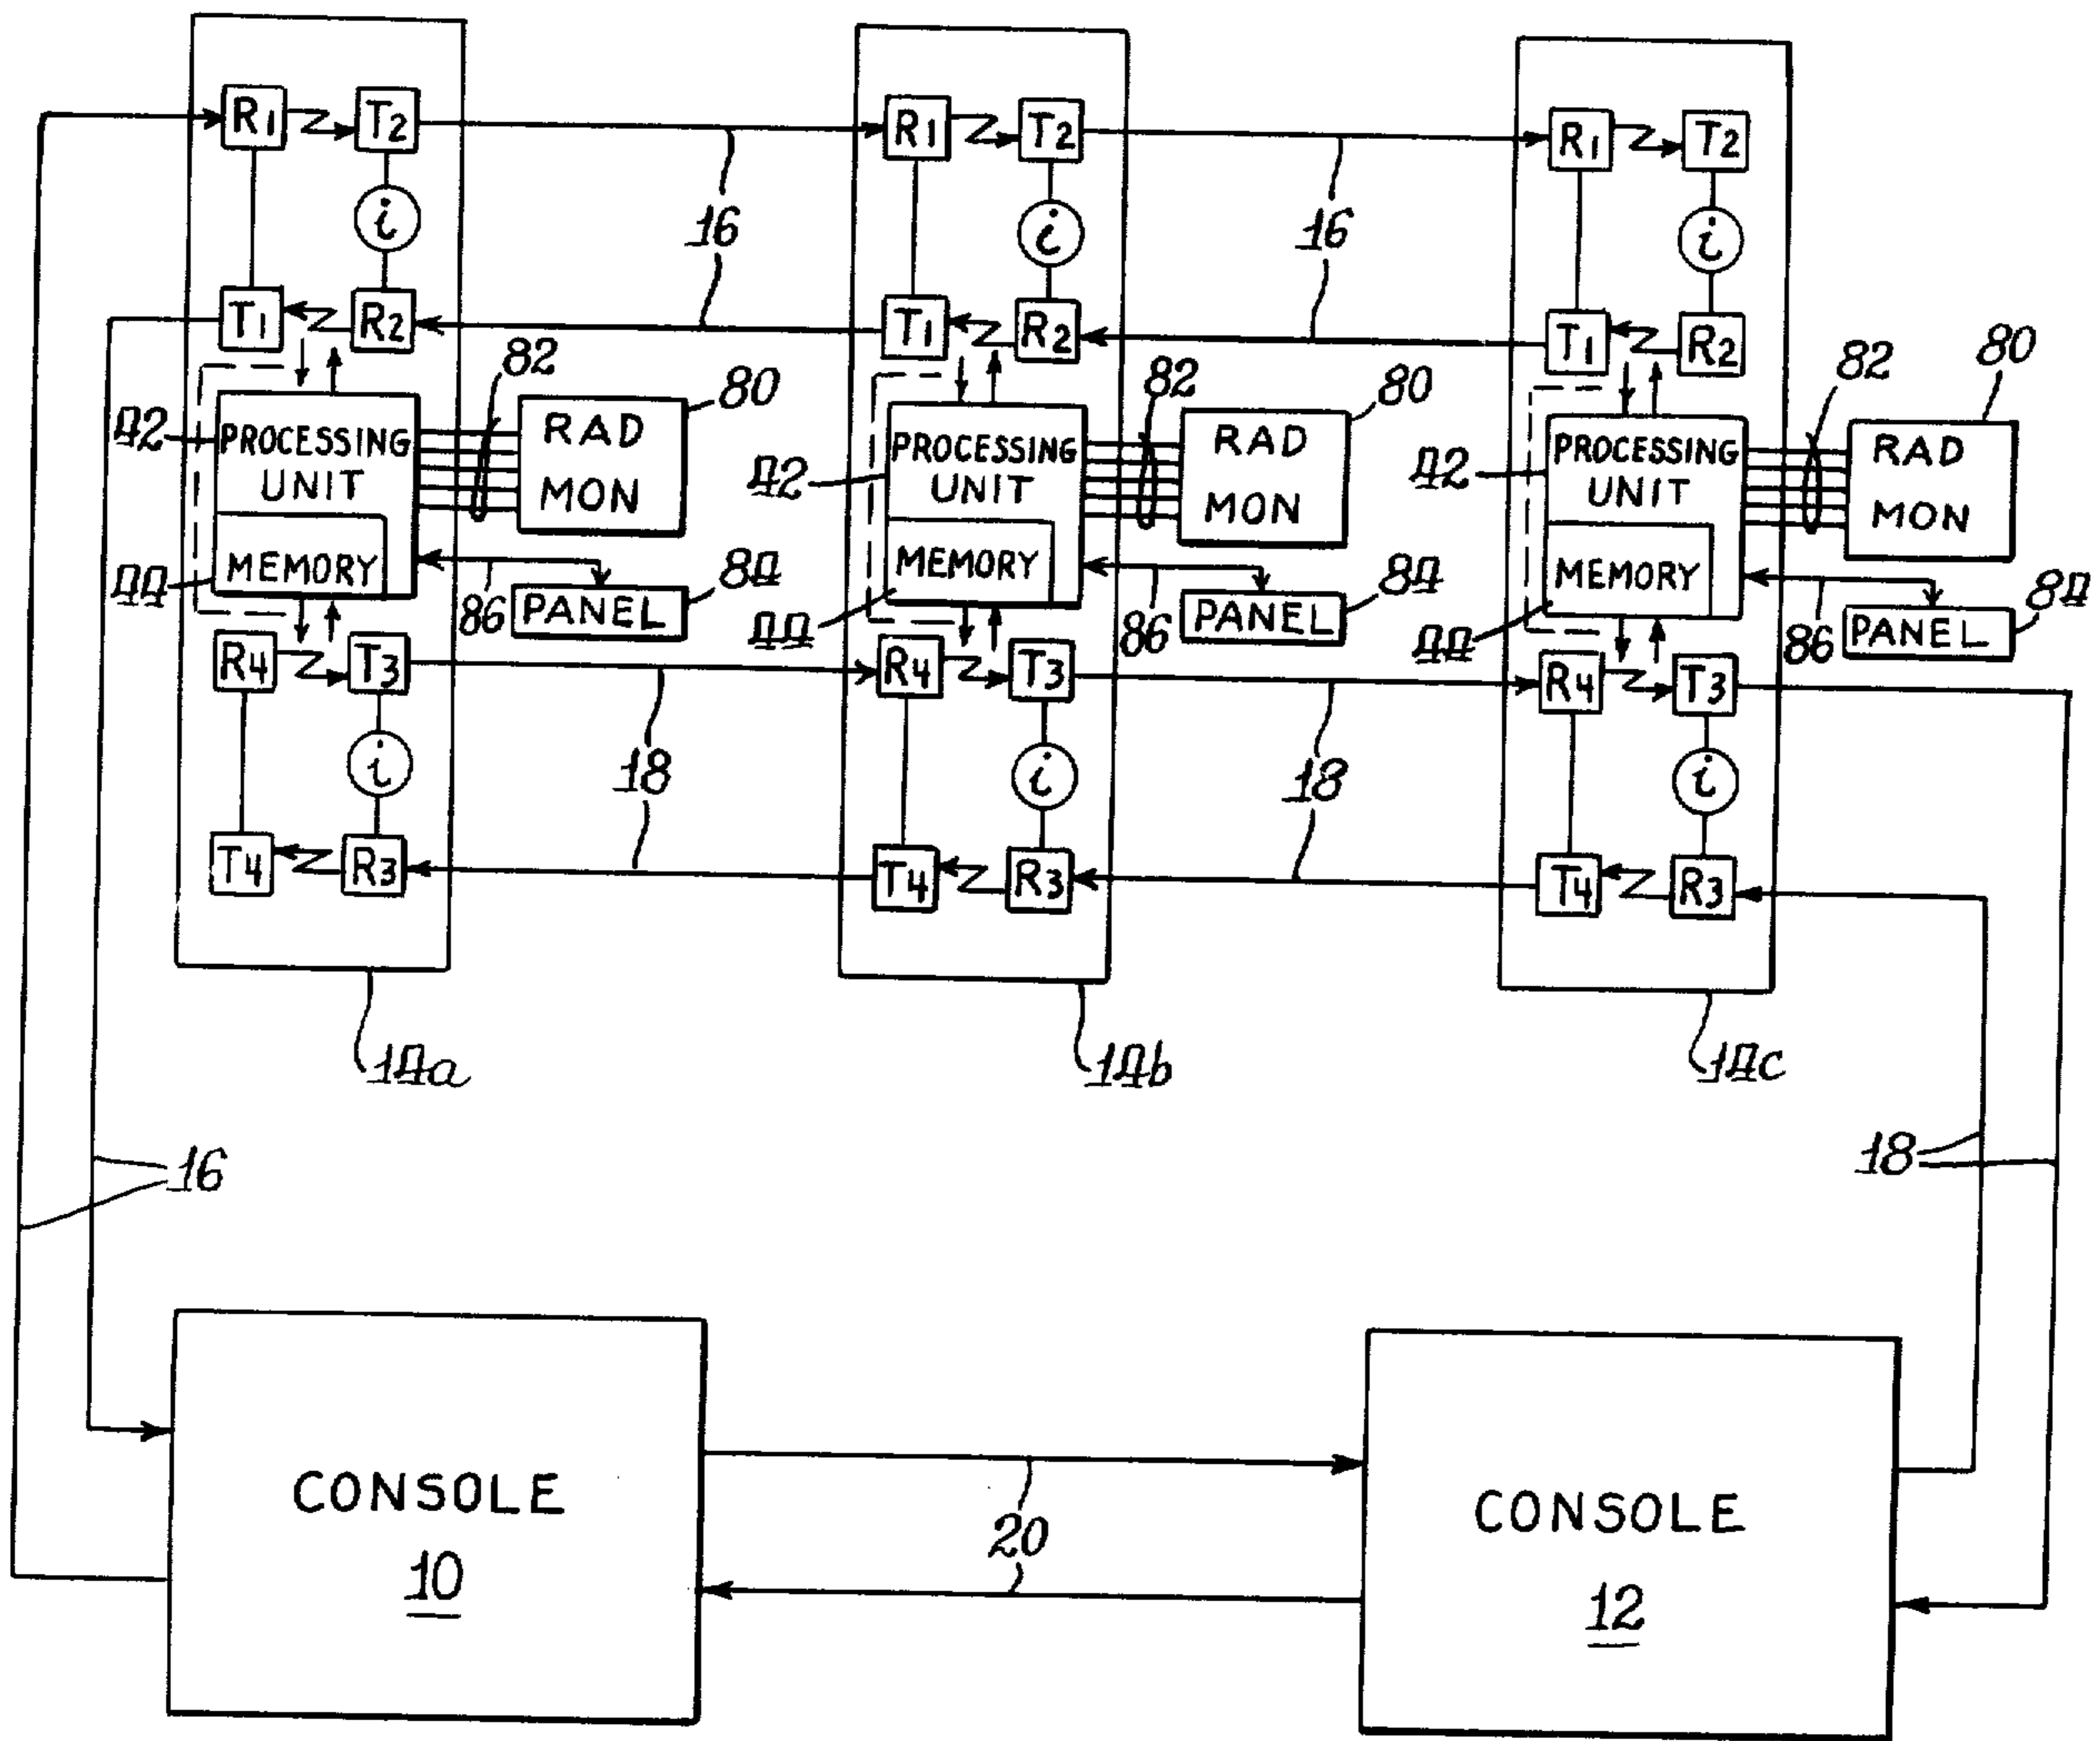 R1 T2 R1 T2 R1 T2
i 16 i 16 i
T1 R2 T1 R2 T1 R2
82 80 82 80 82 80
42 PROCESSING UNIT RAD MON
42 PROCESSING UNIT RAD MON
42 PROCESSING UNIT RAD MON
44 MEMORY 86 PANEL 84
44 MEMORY 86 PANEL 84
44 MEMORY 86 PANEL 84
R4 T3 R4 T3 R4 T3
i 18 i 18 i
T4 R3 T4 R3 T4 R3
14a 14b 14c
16 18
CONSOLE
10
20
CONSOLE
12